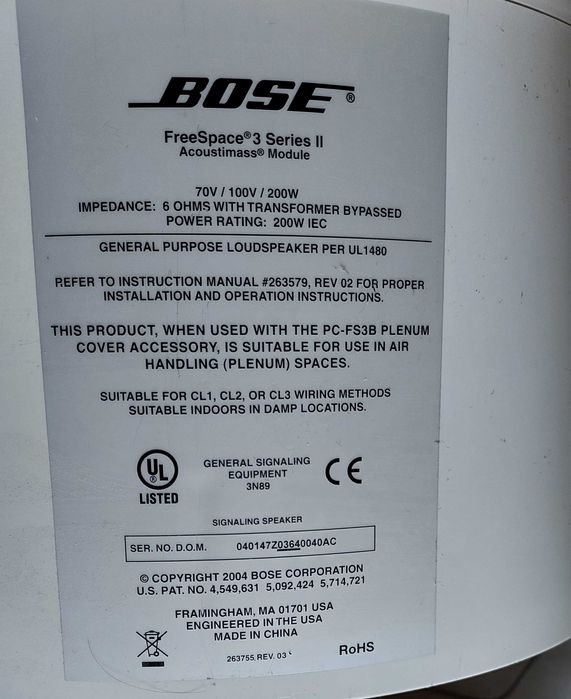 BOSE®
FreeSpace®3 Series II
Acoustimass® Module
70V / 100V / 200W
IMPEDANCE: 6 OHMS WITH TRANSFORMER BYPASSED
POWER RATING: 200W IEC
GENERAL PURPOSE LOUDSPEAKER PER UL1480
REFER TO INSTRUCTION MANUAL #263579, REV 02 FOR PROPER
INSTALLATION AND OPERATION INSTRUCTIONS.
THIS PRODUCT, WHEN USED WITH THE PC-FS3B PLENUM
COVER ACCESSORY, IS SUITABLE FOR USE IN AIR
HANDLING (PLENUM) SPACES.
SUITABLE FOR CL1, CL2, OR CL3 WIRING METHODS
SUITABLE INDOORS IN DAMP LOCATIONS.
UL
LISTED
GENERAL SIGNALING
EQUIPMENT
3N89
CE
SIGNALING SPEAKER
SER. NO. D.O.M. 040147Z03640040AC
© COPYRIGHT 2004 BOSE CORPORATION
U.S. PAT. NO. 4,549,631 5,092,424 5,714,721
FRAMINGHAM, MA 01701 USA
ENGINEERED IN THE USA
MADE IN CHINA
263755 REV. 03
RoHS